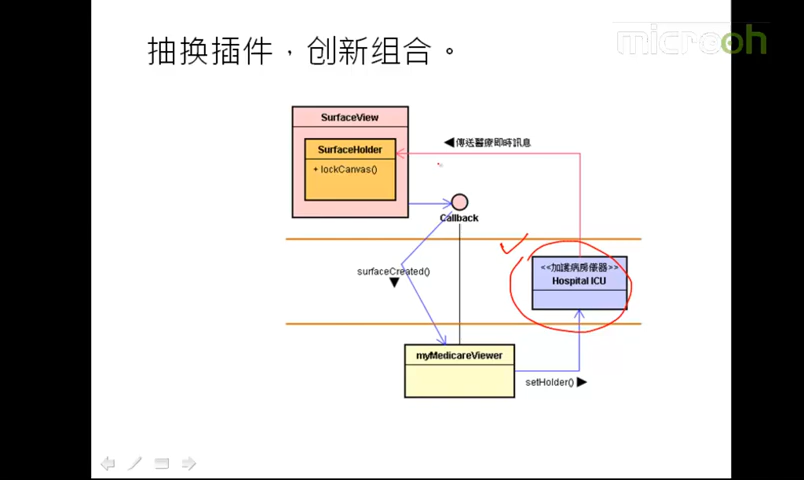 microoh
抽换插件，创新组合。
SurfaceView
SurfaceHolder
+ lockCanvas()
傳送醫療即時訊息
Callback
surfaceCreated()
<<加護病房儀器>>
Hospital ICU
myMedicareViewer
setHolder()